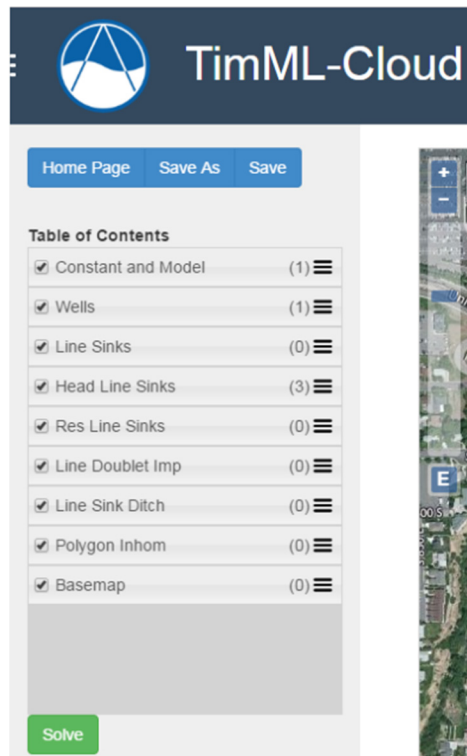 TimML-Cloud
Home Page Save As Save
Table of Contents
Constant and Model (1)
Wells (1)
Line Sinks (0)
Head Line Sinks (3)
Res Line Sinks (0)
Line Doublet Imp (0)
Line Sink Ditch (0)
Polygon Inhom (0)
Basemap (0)
Solve
+
-
E